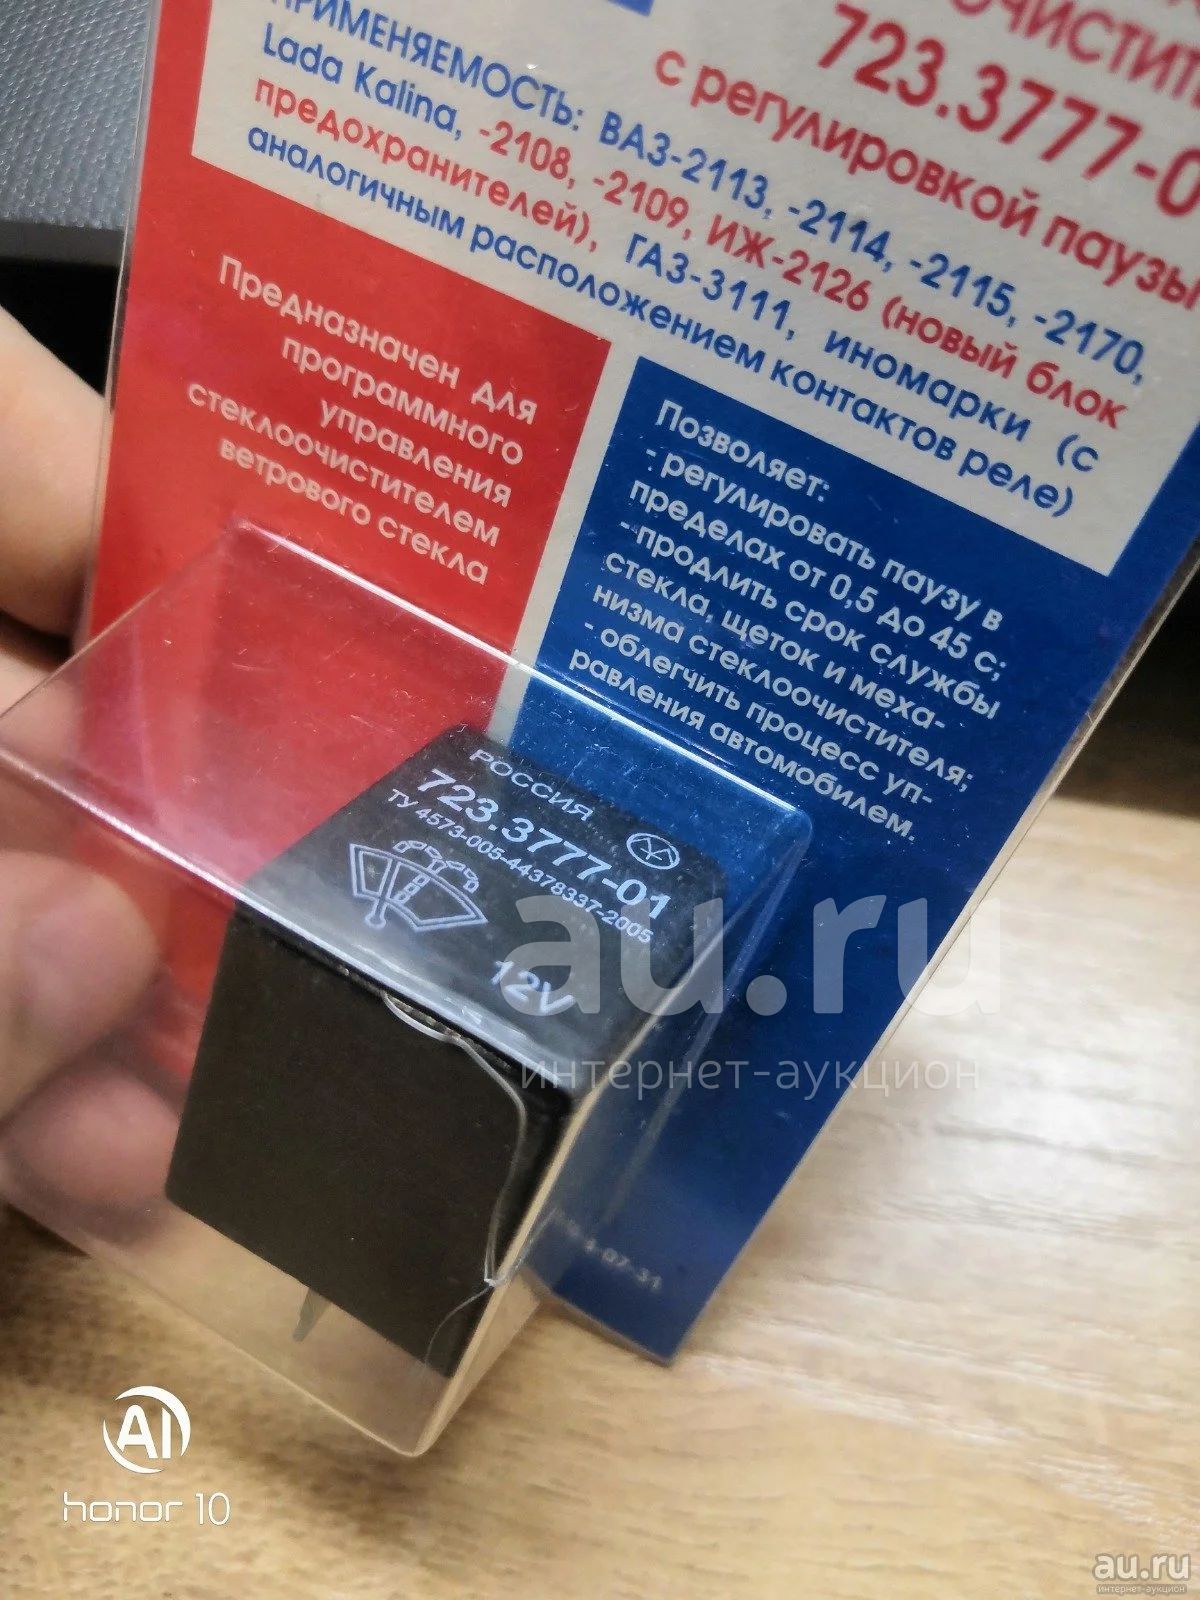 723.3777-0
с регулировкой паузы
ПРИМЕНЯЕМОСТЬ: ВАЗ-2113, -2114, -2115, -2170,
Lada Kalina, -2108, -2109, ИЖ-2126 (новый блок
предохранителей), ГАЗ-3111, иномарки (с
аналогичным расположением контактов реле)
Предназначен для
программного
управления
стеклоочистителем
ветрового стекла
Позволяет:
- регулировать паузу в
пределах от 0,5 до 45 с;
- продлить срок службы
стекла, щеток и меха-
низма стеклоочистителя;
- облегчить процесс уп-
равления автомобилем.
РОССИЯ
723.3777-01
ТУ 4573-005-44378337-2005
12V
au.ru
интернет-аукцион
AI
honor 10
au.ru
интернет-аукцион